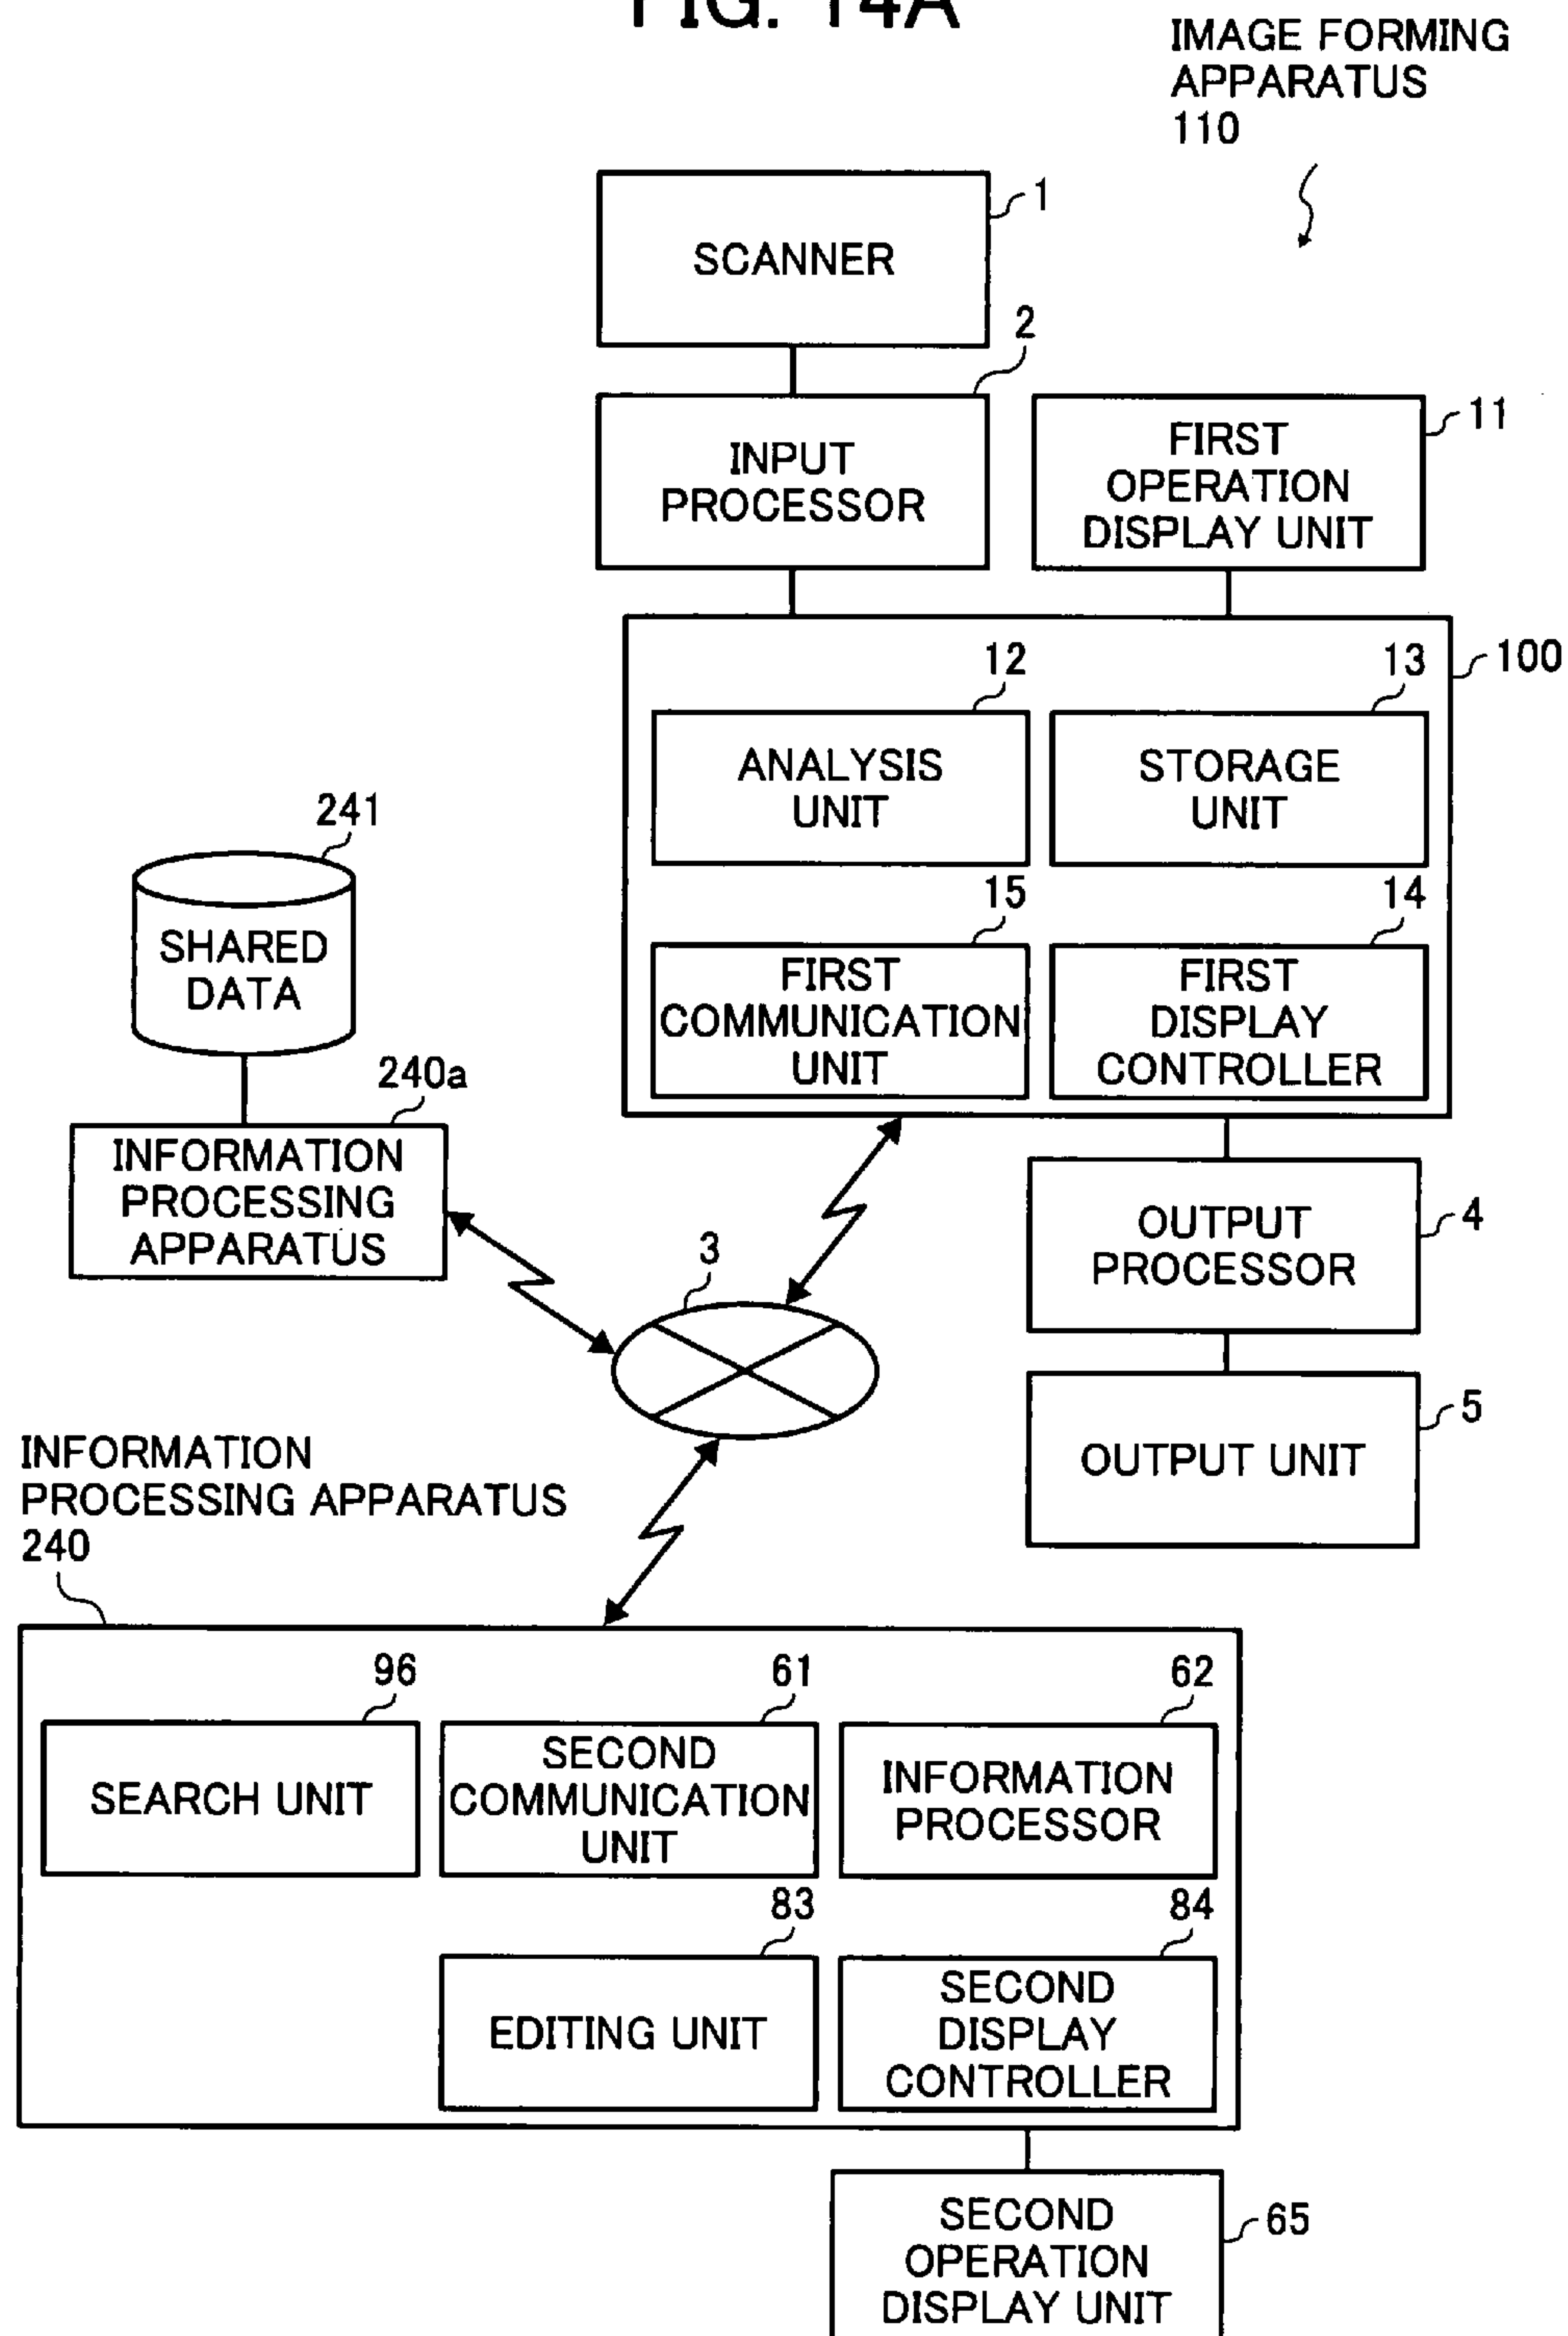 FIG. 14A
IMAGE FORMING
APPARATUS
110
1
SCANNER
2
INPUT
PROCESSOR
11
FIRST
OPERATION
DISPLAY UNIT
100
12
ANALYSIS
UNIT
13
STORAGE
UNIT
15
FIRST
COMMUNICATION
UNIT
14
FIRST
DISPLAY
CONTROLLER
241
SHARED
DATA
240a
INFORMATION
PROCESSING
APPARATUS
3
4
OUTPUT
PROCESSOR
5
OUTPUT UNIT
INFORMATION
PROCESSING APPARATUS
240
96
SEARCH UNIT
61
SECOND
COMMUNICATION
UNIT
62
INFORMATION
PROCESSOR
83
EDITING UNIT
84
SECOND
DISPLAY
CONTROLLER
65
SECOND
OPERATION
DISPLAY UNIT